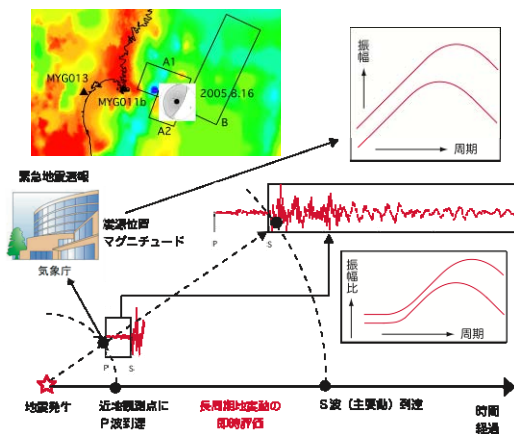 A1
MYG013
MYG011b
2005.8.16
A2
B
振幅
周期
緊急地震速報
震源位置
マグニチュード
気象庁
P
S
振幅比
周期
P
S
地震発生
近地観測点に
P波到達
長周期地震動の
即時評価
S波（主要動）到達
時間
経過